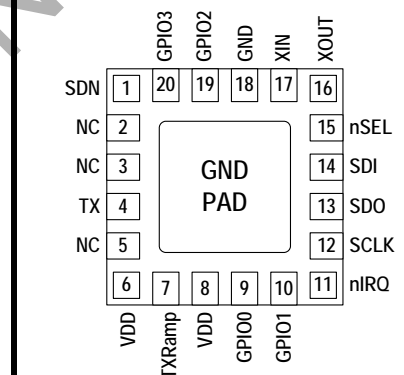 GPIO3 GPIO2 GND XIN XOUT
SDN 1 20 19 18 17 16
NC 2 15 nSEL
NC 3 GND 14 SDI
TX 4 PAD 13 SDO
NC 5 12 SCLK
6 7 8 9 10 11 nIRQ
VDD TXRamp VDD GPIO0 GPIO1